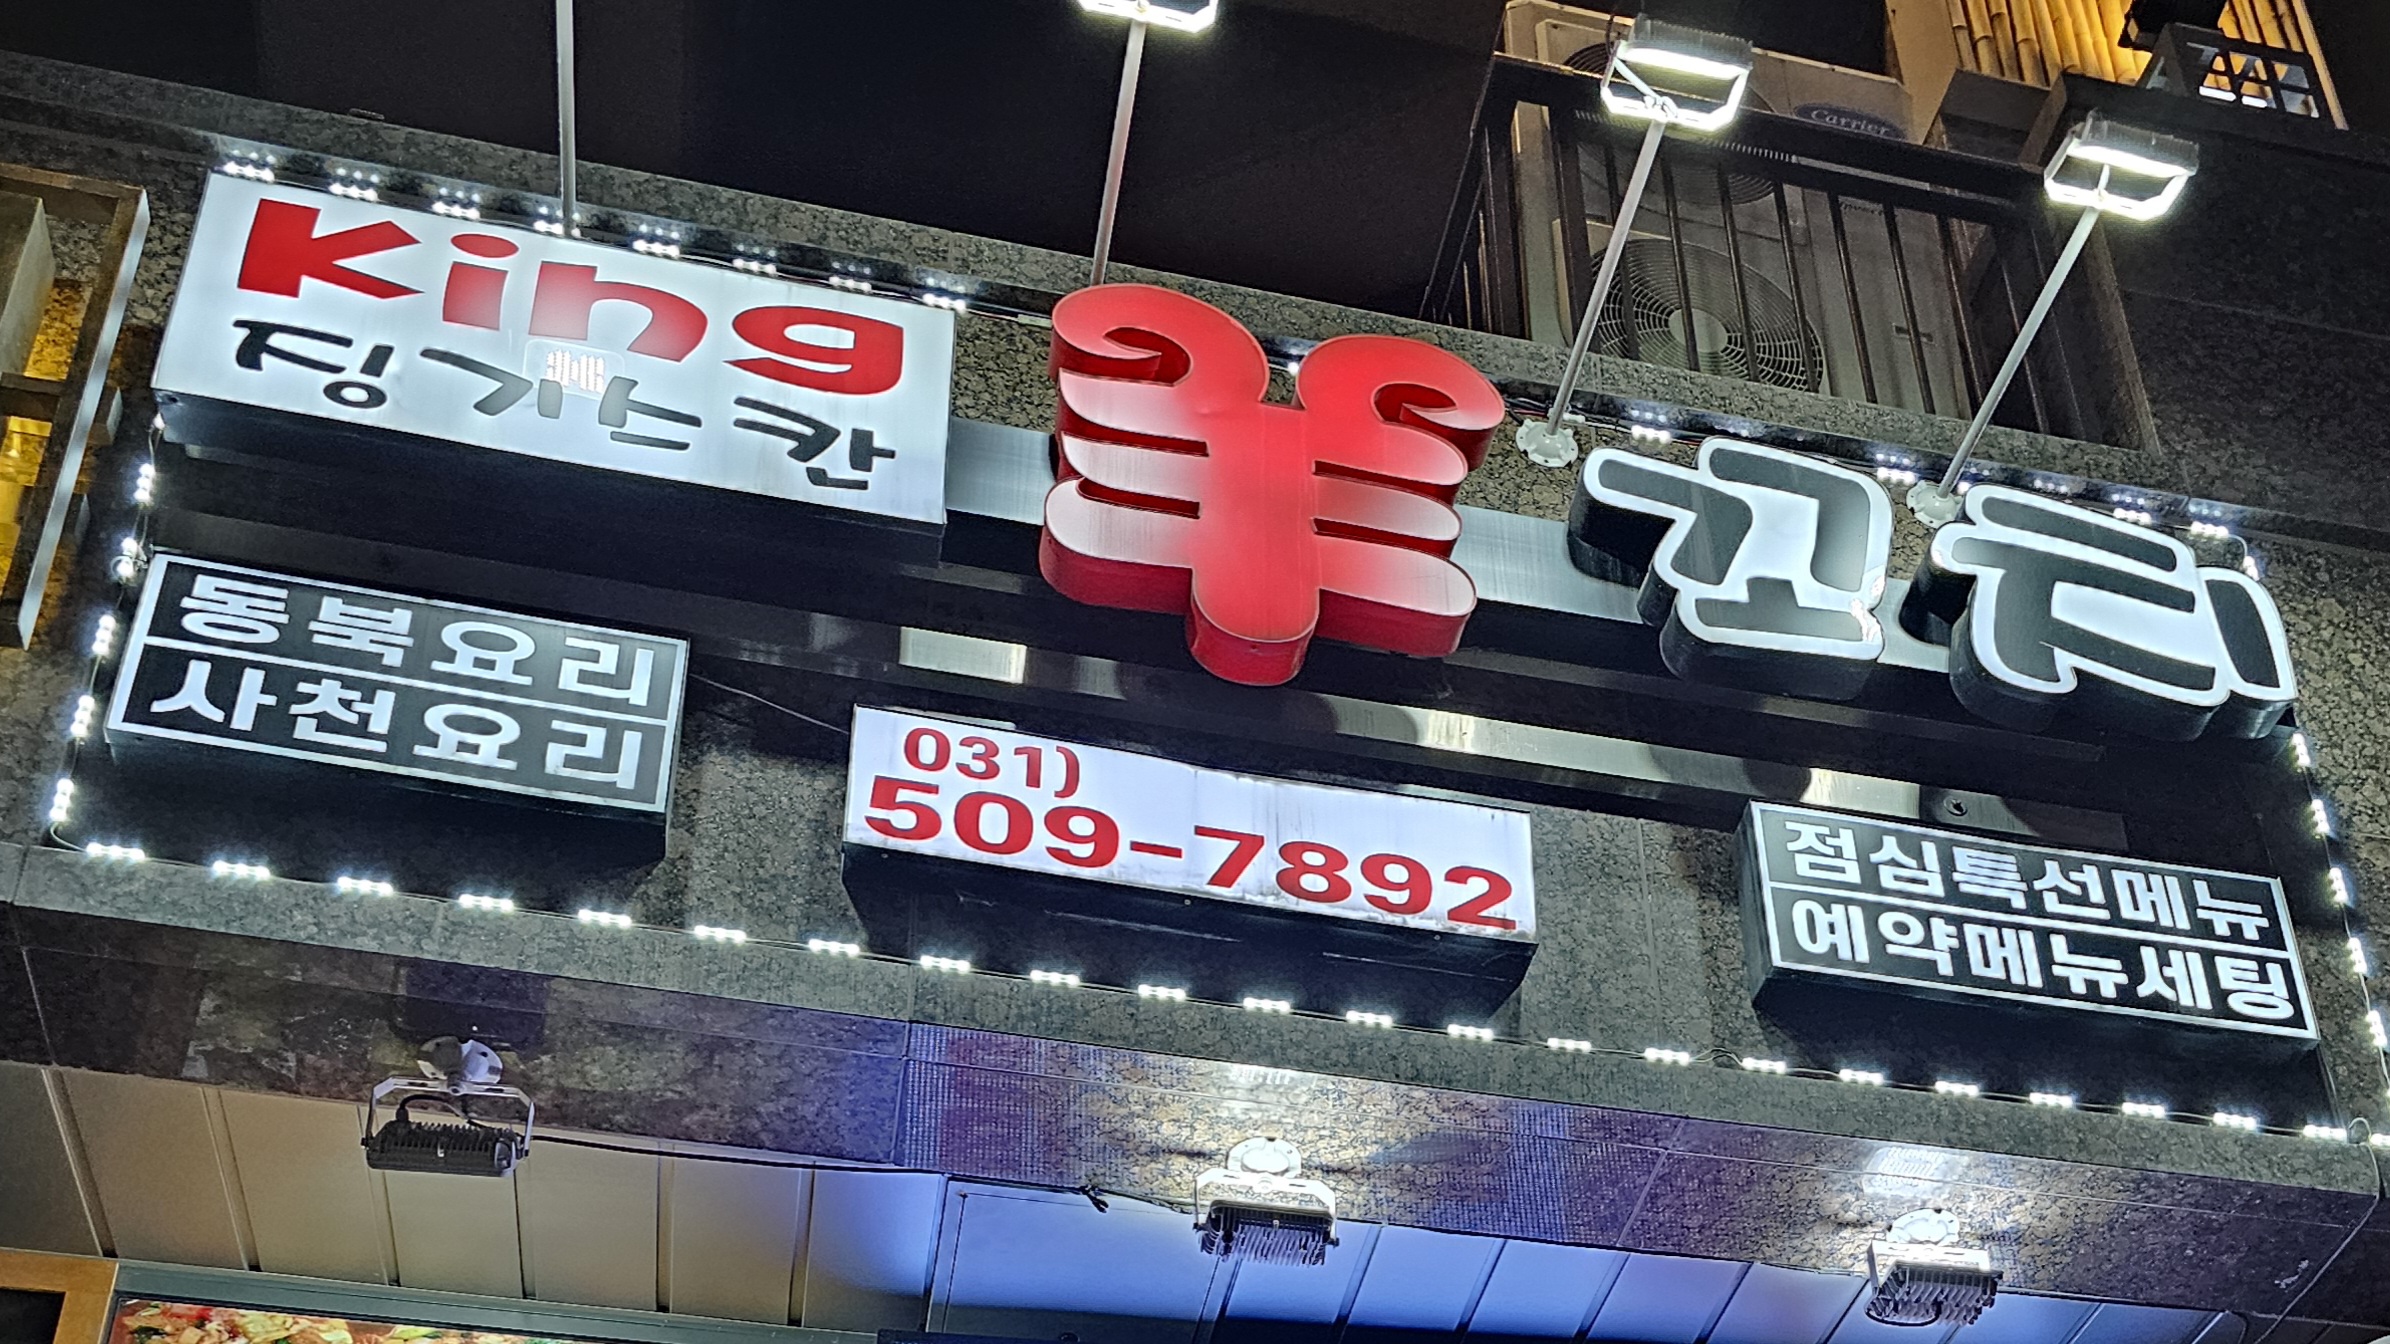 King
징기스칸
羊 꼬치
동북요리
사천요리
031)
509-7892
점심특선메뉴
예약메뉴세팅
Carrier